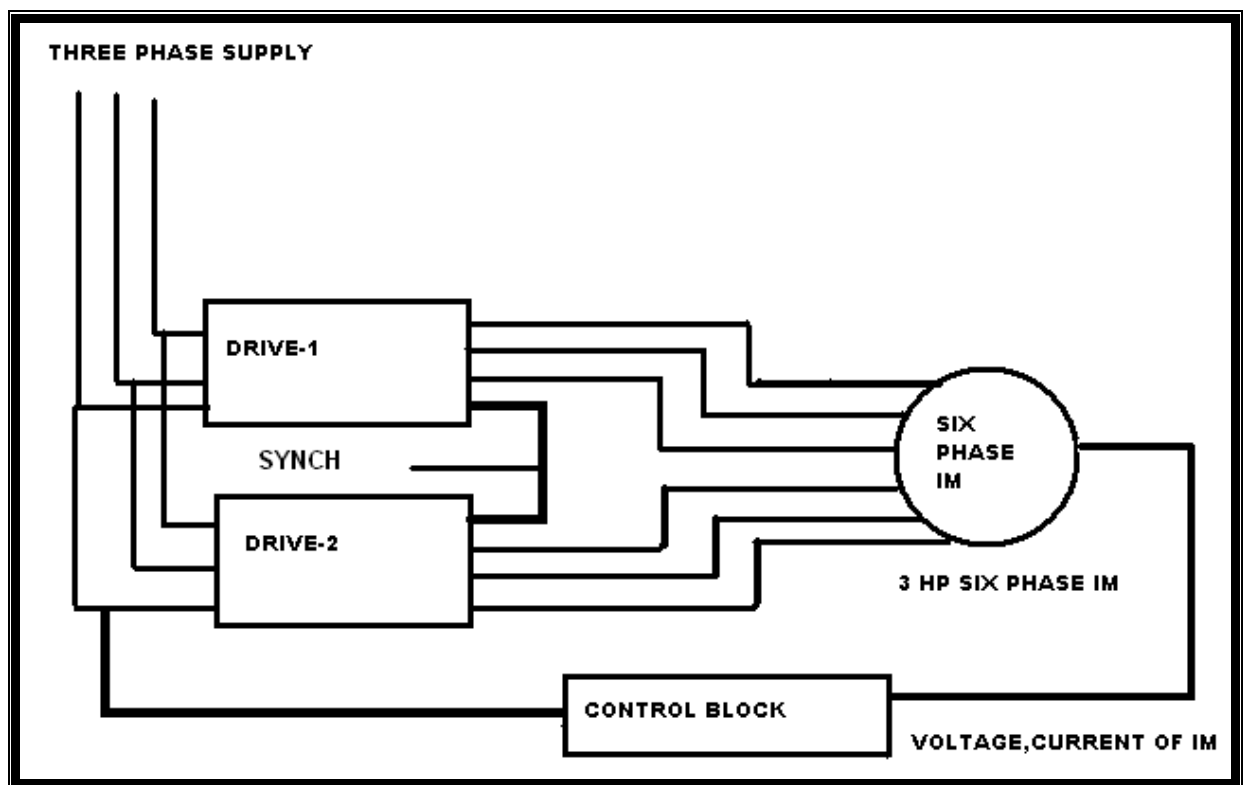 THREE PHASE SUPPLY
DRIVE-1
SYNCH
DRIVE-2
SIX
PHASE
IM
3 HP SIX PHASE IM
CONTROL BLOCK
VOLTAGE,CURRENT OF IM